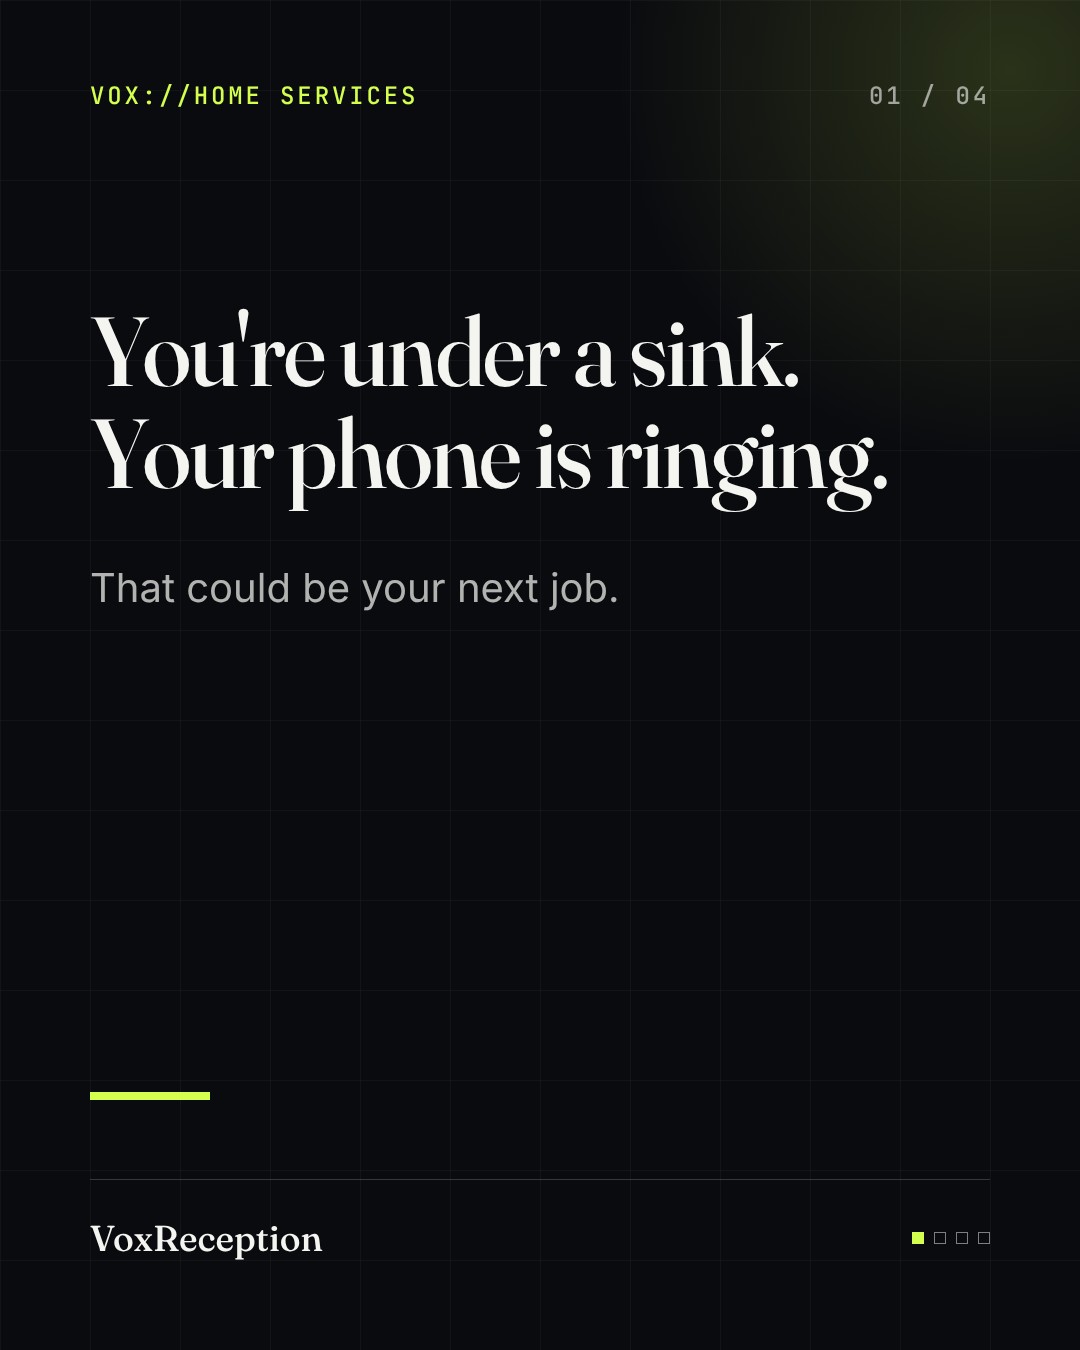 VOX://HOME SERVICES
01 / 04
You're under a sink.
Your phone is ringing.
That could be your next job.
VoxReception